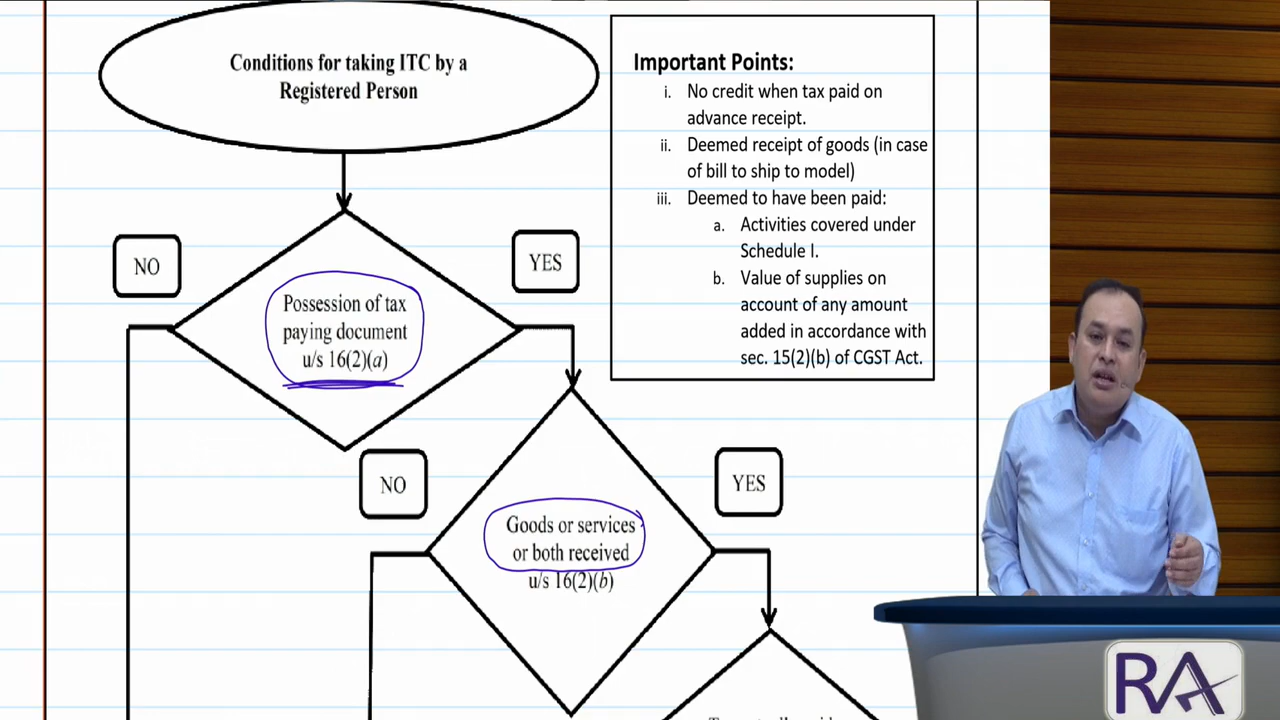 Conditions for taking ITC by a
Registered Person
Important Points:
i. No credit when tax paid on
advance receipt.
ii. Deemed receipt of goods (in case
of bill to ship to model)
iii. Deemed to have been paid:
a. Activities covered under
Schedule I.
b. Value of supplies on
account of any amount
added in accordance with
sec. 15(2)(b) of CGST Act.
NO
YES
Possession of tax
paying document
u/s 16(2)(a)
NO
YES
Goods or services
or both received
u/s 16(2)(b)
RA